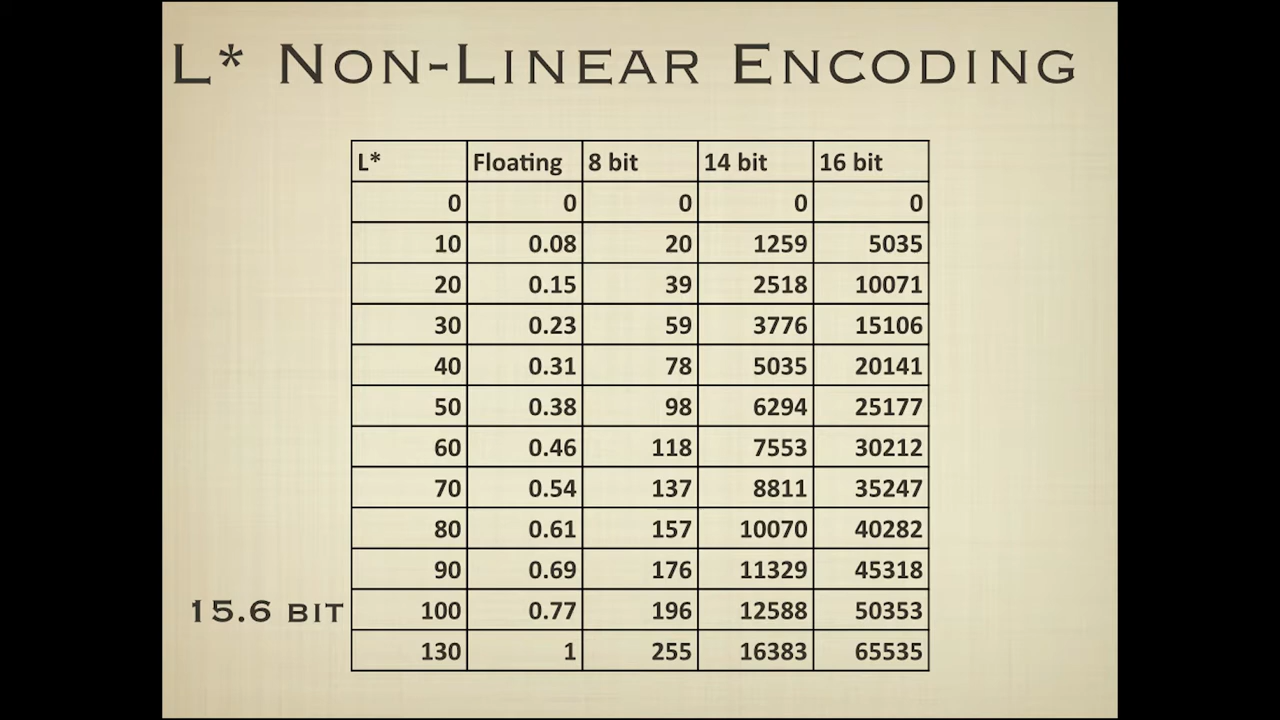 L* NON-LINEAR ENCODING
L* Floating 8 bit 14 bit 16 bit
0 0 0 0 0
10 0.08 20 1259 5035
20 0.15 39 2518 10071
30 0.23 59 3776 15106
40 0.31 78 5035 20141
50 0.38 98 6294 25177
60 0.46 118 7553 30212
70 0.54 137 8811 35247
80 0.61 157 10070 40282
90 0.69 176 11329 45318
15.6 BIT 100 0.77 196 12588 50353
130 1 255 16383 65535